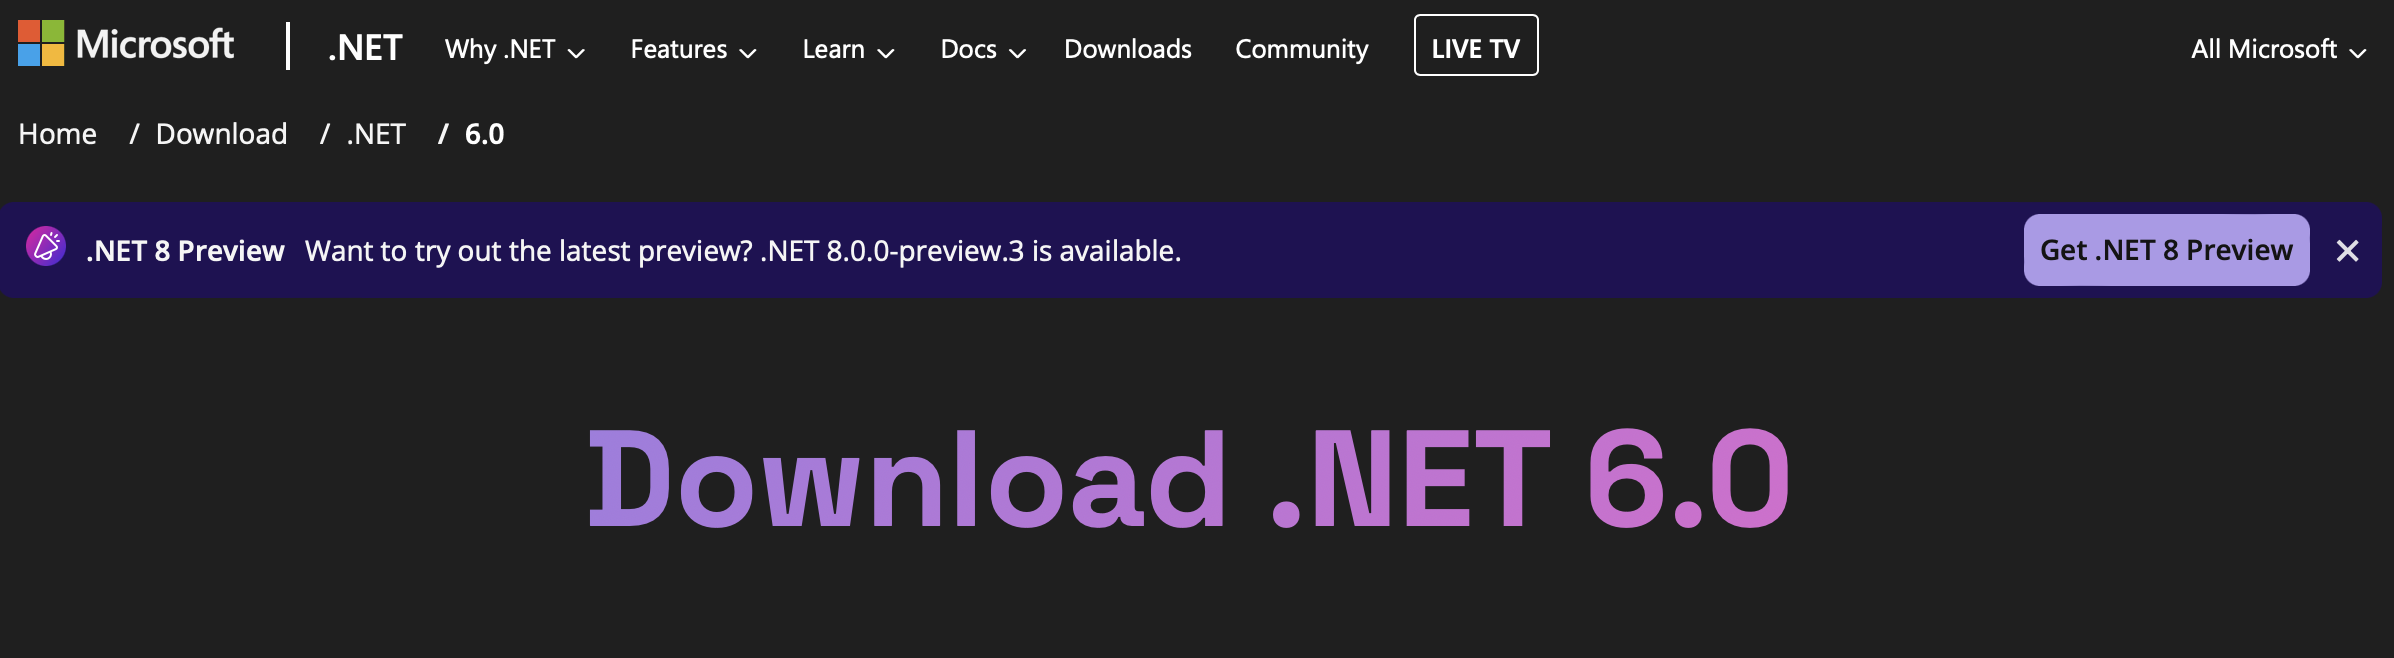 Microsoft .NET Why .NET Features Learn Docs Downloads Community LIVE TV All Microsoft
Home / Download / .NET / 6.0
.NET 8 Preview Want to try out the latest preview? .NET 8.0.0-preview.3 is available. Get .NET 8 Preview
Download .NET 6.0